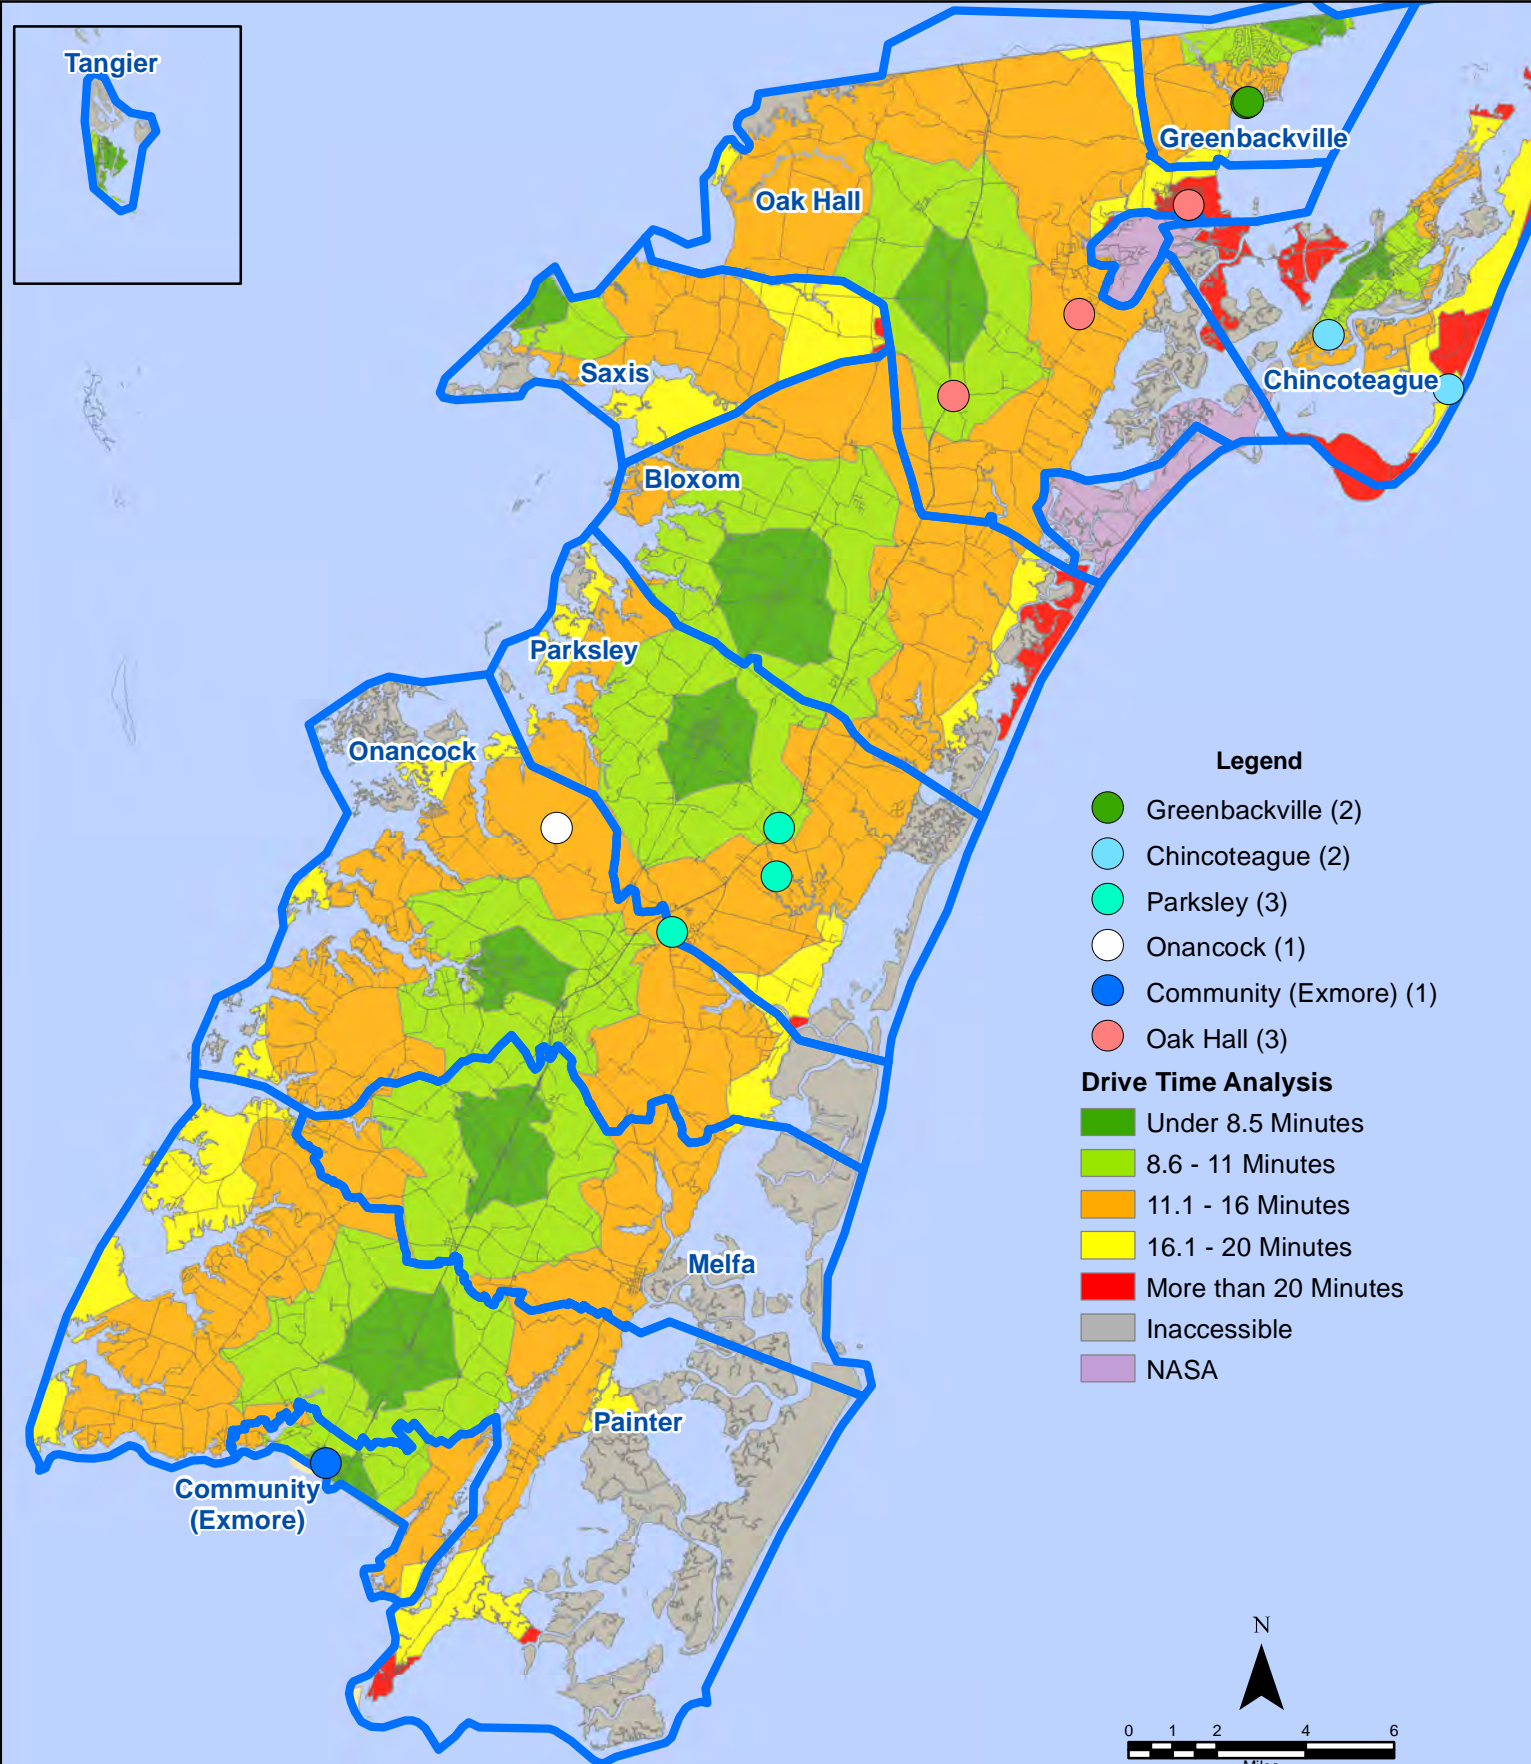 Tangier
Greenbackville
Oak Hall
Saxis
Chincoteague
Bloxom
Parksley
Onancock
Melfa
Painter
Community
(Exmore)
Legend
Greenbackville (2)
Chincoteague (2)
Parksley (3)
Onancock (1)
Community (Exmore) (1)
Oak Hall (3)
Drive Time Analysis
Under 8.5 Minutes
8.6 - 11 Minutes
11.1 - 16 Minutes
16.1 - 20 Minutes
More than 20 Minutes
Inaccessible
NASA
N
0 1 2 4 6
Miles